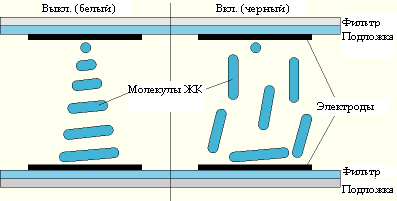 Выкл. (белый)
Вкл. (черный)
Фильтр
Подложка
Молекулы ЖК
Электроды
Фильтр
Подложка